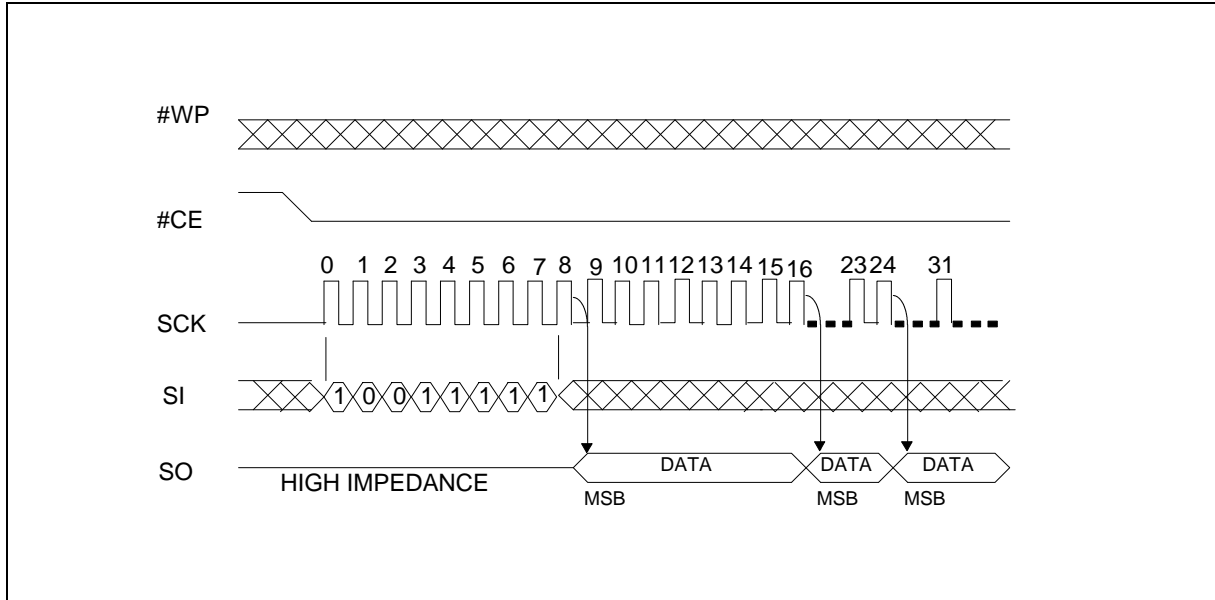 #WP
#CE
0 1 2 3 4 5 6 7 8 9 10 11 12 13 14 15 16 23 24 31
SCK
SI 1 0 0 1 1 1 1 1
SO HIGH IMPEDANCE DATA DATA DATA
MSB MSB MSB